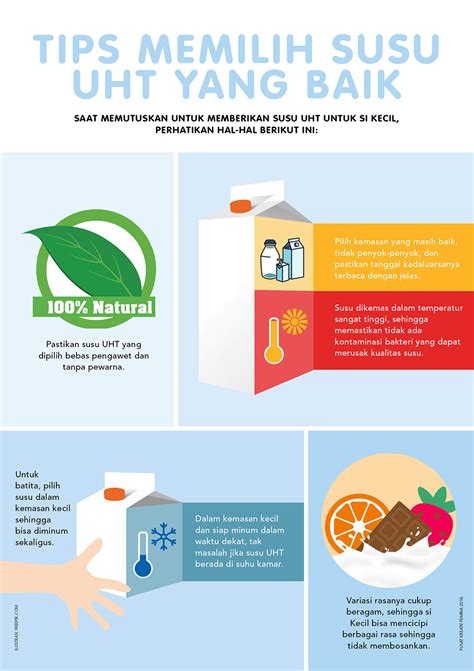 TIPS MEMILIH SUSU
UHT YANG BAIK
SAAT MEMUTUSKAN UNTUK MEMBERIKAN SUSU UHT UNTUK SI KECIL,
PERHATIKAN HAL-HAL BERIKUT INI:
100% Natural
Pastikan susu UHT yang
dipilih bebas pengawet dan
tanpa pewarna.
Pilih kemasan yang masih baik,
tidak penyok-penyok, dan
pastikan tanggal kadaluarsanya
terbaca dengan jelas.
Susu dikemas dalam temperatur
sangat tinggi, sehingga
memastikan tidak ada
kontaminasi bakteri yang dapat
merusak kualitas susu.
Untuk
batita, pilih
susu dalam
kemasan kecil
sehingga
bisa diminum
sekaligus.
Dalam kemasan kecil
dan siap minum dalam
waktu dekat, tak
masalah jika susu UHT
berada di suhu kamar.
Variasi rasanya cukup
beragam, sehingga si
Kecil bisa mencicipi
berbagai rasa sehingga
tidak membosankan.
ILUSTRASI: FREEPIK.COM
PUSAT KREATIF FEMINA 2016